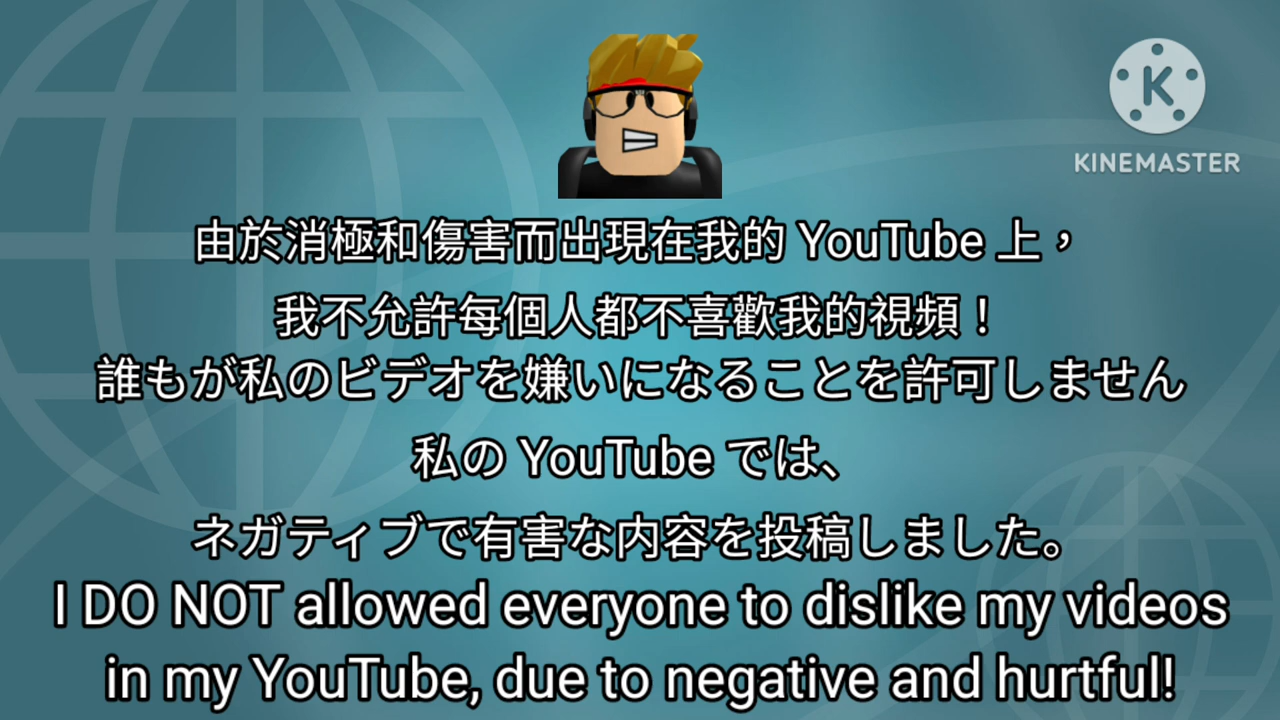 K
KINEMASTER
由於消極和傷害而出現在我的 YouTube 上，
我不允許每個人都不喜歡我的視頻！
誰もが私のビデオを嫌いになることを許可しません
私の YouTube では、
ネガティブで有害な内容を投稿しました。
I DO NOT allowed everyone to dislike my videos
in my YouTube, due to negative and hurtful!